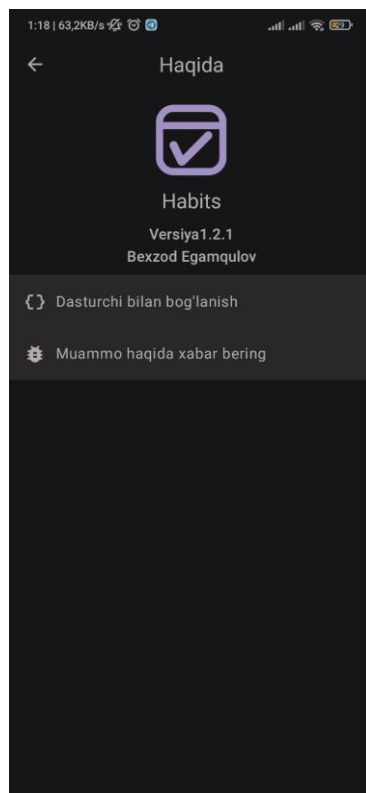 1:18 | 63,2KB/s
Haqida
Habits
Versiya1.2.1
Bexzod Egamqulov
{} Dasturchi bilan bog'lanish
Muammo haqida xabar bering